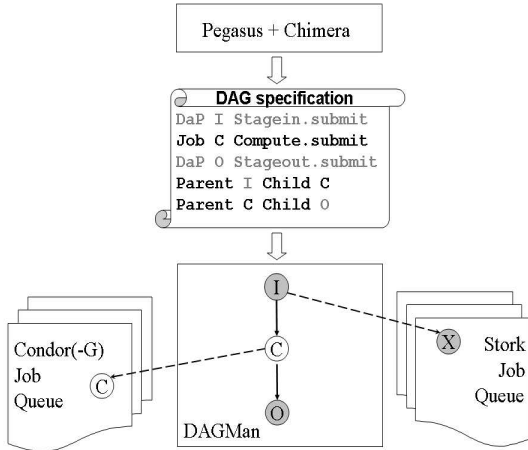 Pegasus + Chimera
DAG specification
DaP I Stagein.submit
Job C Compute.submit
DaP O Stageout.submit
Parent I Child C
Parent C Child O
I
C
O
DAGMan
Condor(-G)
Job
Queue
C
X
Stork
Job
Queue